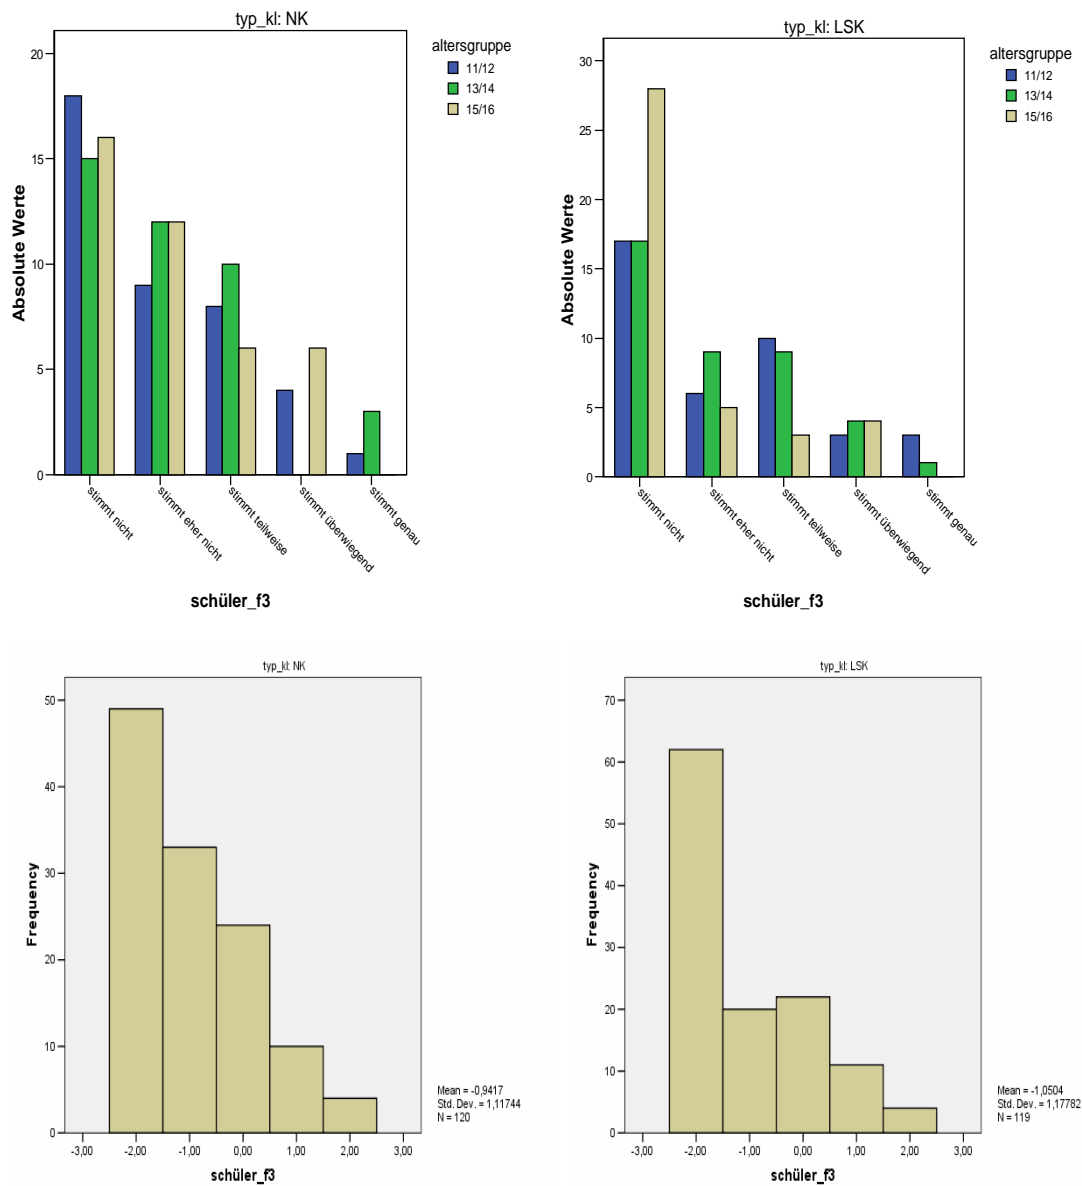 typ_kl: NK
altersgruppe
11/12
13/14
15/16
Absolute Werte
20
15
10
5
0
stimmt nicht
stimmt eher nicht
stimmt teilweise
stimmt überwiegend
stimmt genau
schüler_f3
typ_kl: LSK
altersgruppe
11/12
13/14
15/16
Absolute Werte
30
25
20
15
10
5
0
stimmt nicht
stimmt eher nicht
stimmt teilweise
stimmt überwiegend
stimmt genau
schüler_f3
typ_kl: NK
Frequency
50
40
30
20
10
0
-3,00 -2,00 -1,00 0,00 1,00 2,00 3,00
schüler_f3
Mean = -0,9417
Std. Dev. = 1,11744
N = 120
typ_kl: LSK
Frequency
70
60
50
40
30
20
10
0
-3,00 -2,00 -1,00 0,00 1,00 2,00 3,00
schüler_f3
Mean = -1,0504
Std. Dev. = 1,17782
N = 119